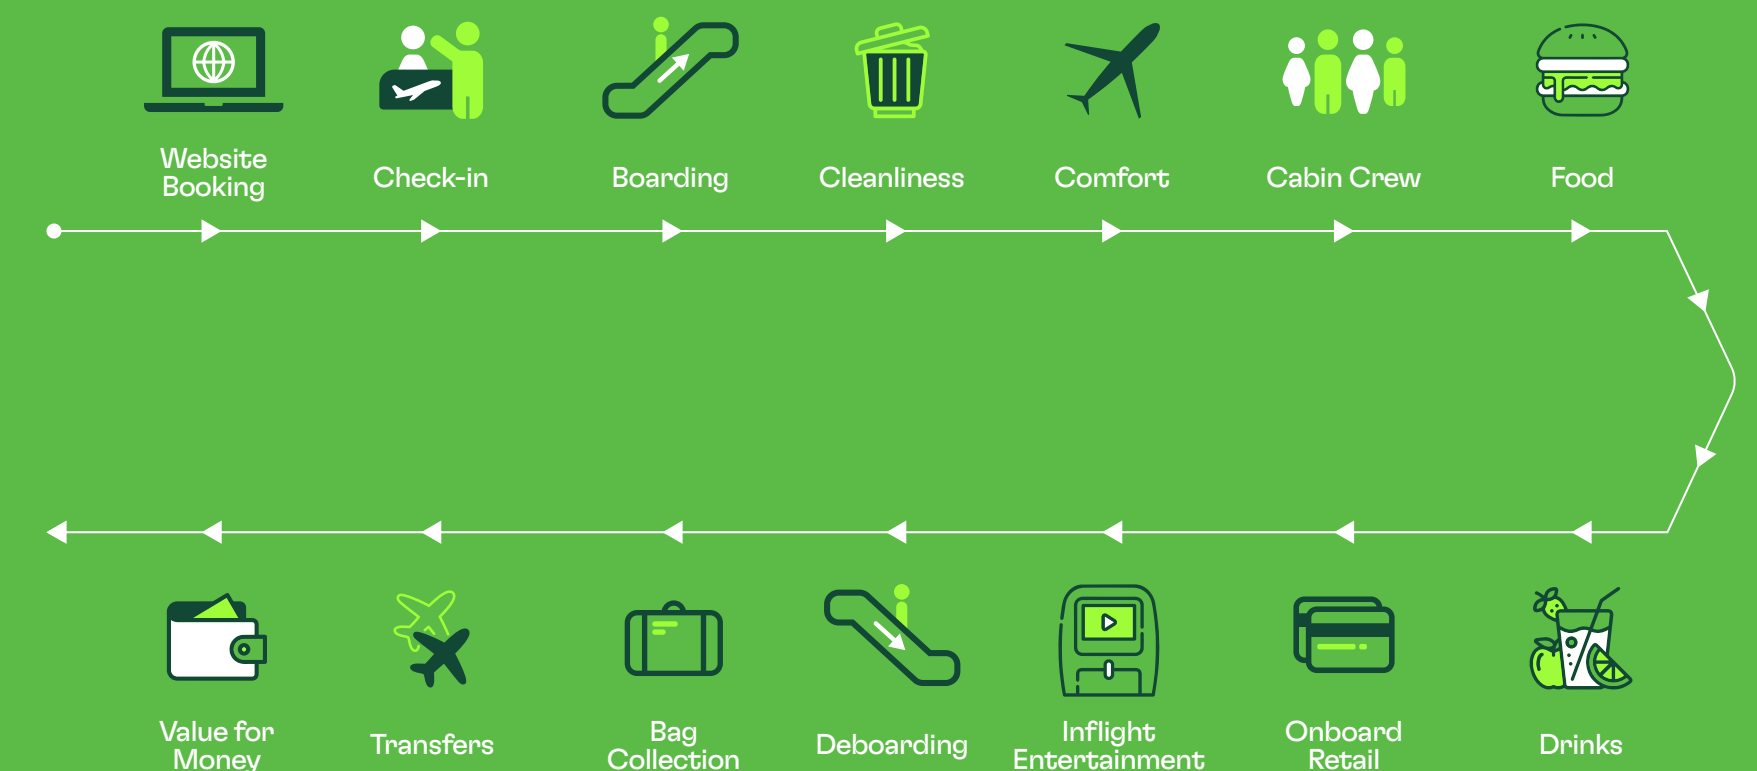 Website
Booking
Check-in
Boarding
Cleanliness
Comfort
Cabin Crew
Food
Value for
Money
Transfers
Bag
Collection
Deboarding
Inflight
Entertainment
Onboard
Retail
Drinks